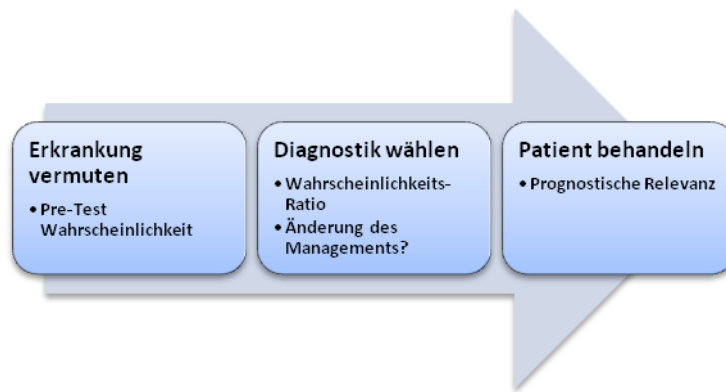 Erkrankung
vermuten
• Pre-Test
Wahrscheinlichkeit
Diagnostik wählen
• Wahrscheinlichkeits-
Ratio
• Änderung des
Managements?
Patient behandeln
• Prognostische Relevanz